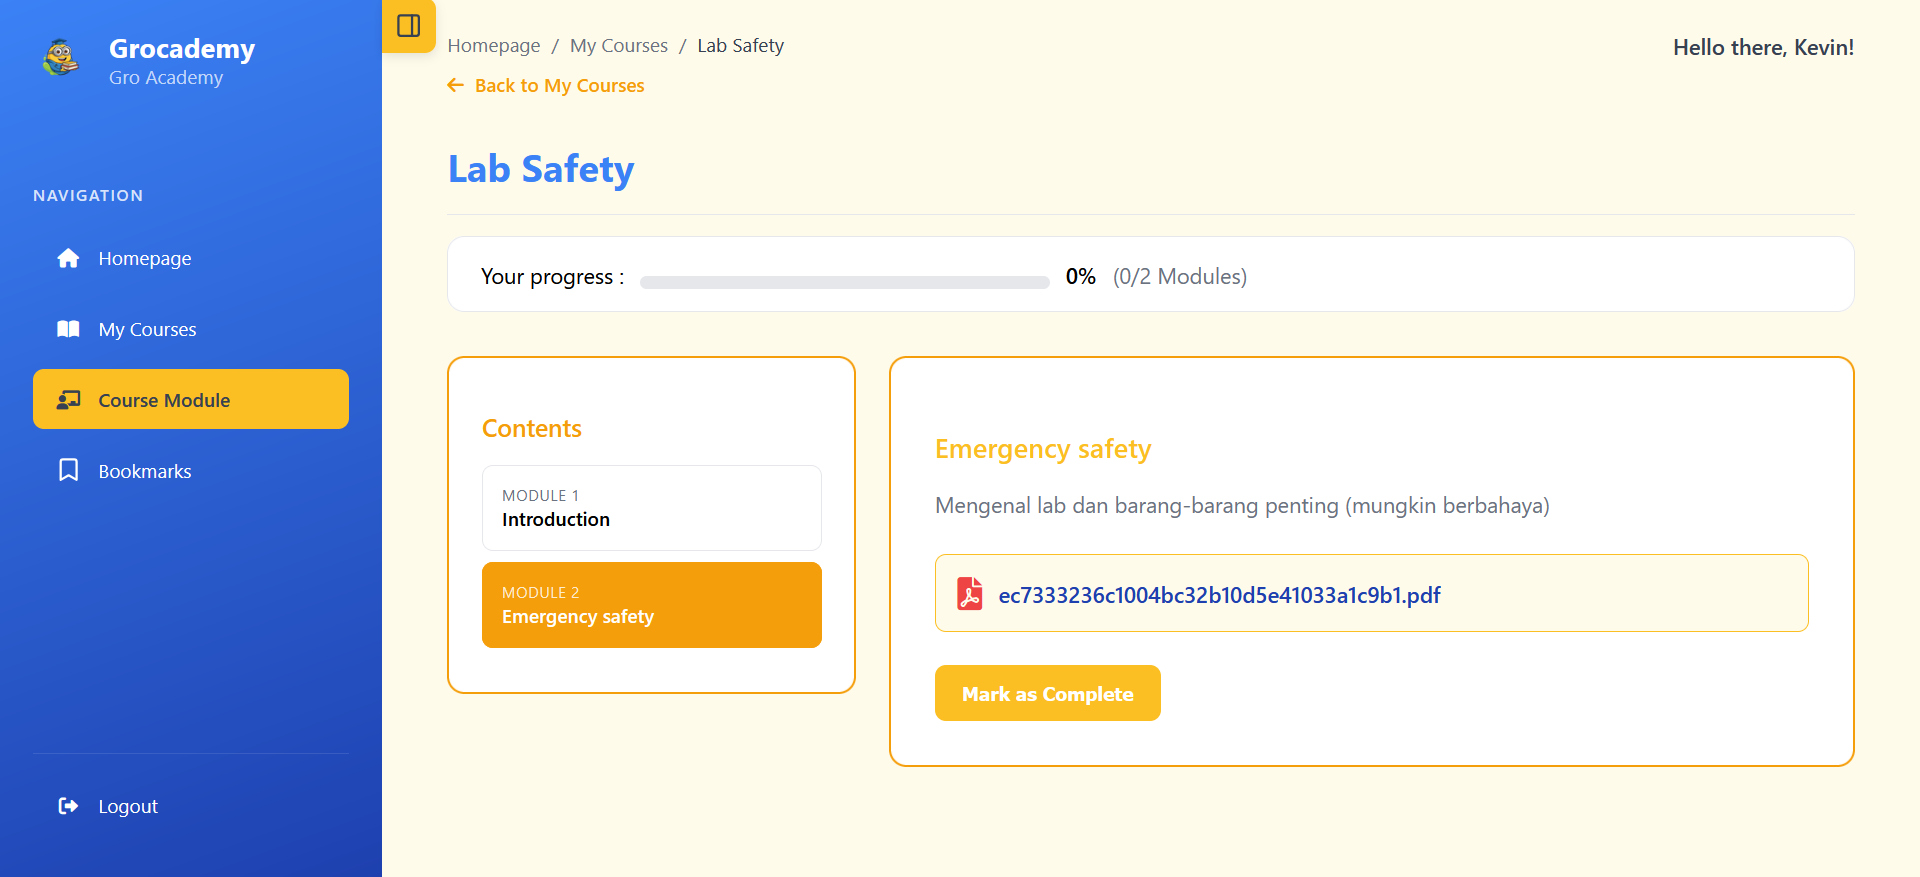 Grocademy
Gro Academy
NAVIGATION
Homepage
My Courses
Course Module
Bookmarks
Logout
Homepage / My Courses / Lab Safety
Hello there, Kevin!
← Back to My Courses
Lab Safety
Your progress : 0% (0/2 Modules)
Contents
MODULE 1
Introduction
MODULE 2
Emergency safety
Emergency safety
Mengenal lab dan barang-barang penting (mungkin berbahaya)
ec7333236c1004bc32b10d5e41033a1c9b1.pdf
Mark as Complete